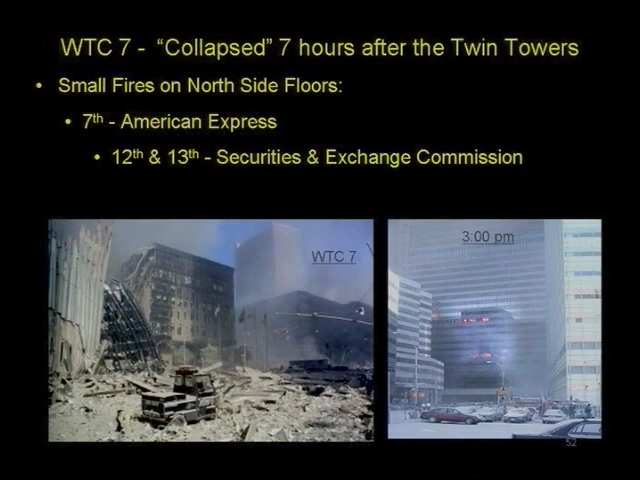 WTC 7 - “Collapsed” 7 hours after the Twin Towers
• Small Fires on North Side Floors:
• 7th - American Express
• 12th & 13th - Securities & Exchange Commission
WTC 7
3:00 pm
52